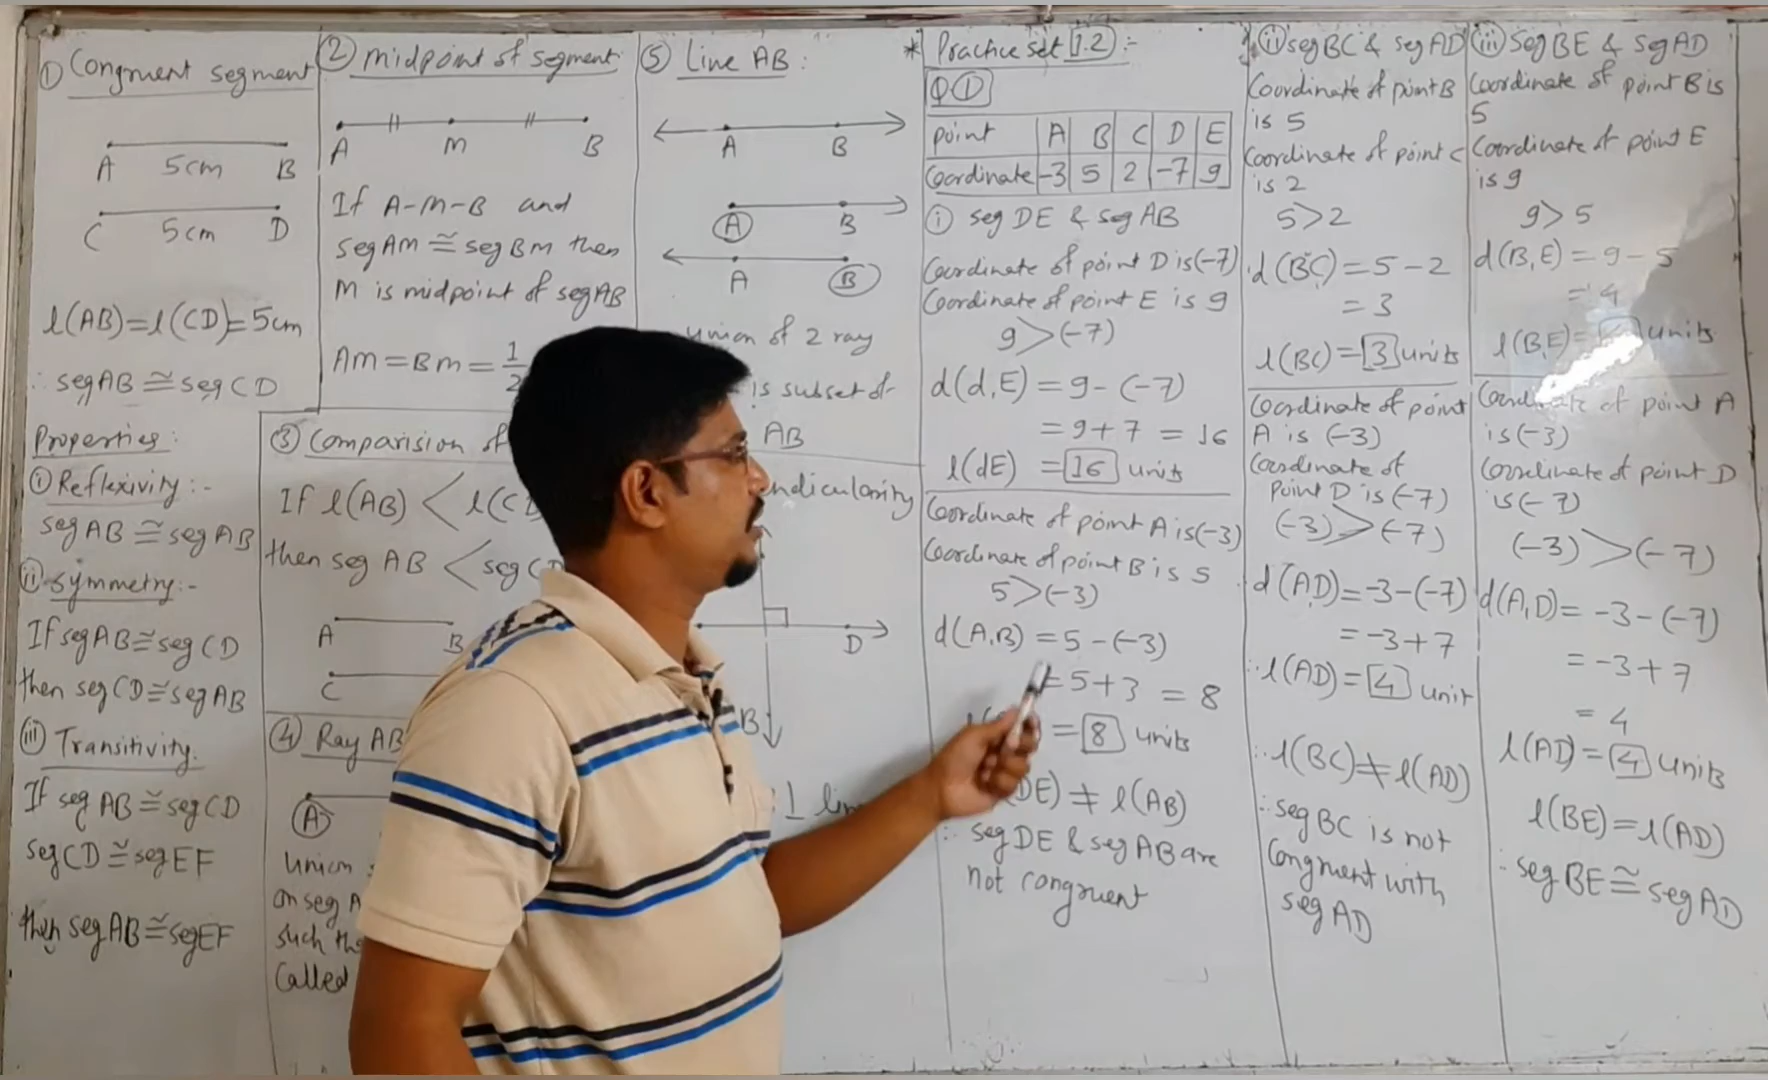 ① Congruent segment
A 5cm B
C 5cm D
l(AB)=l(CD)=5cm
∴ seg AB ≅ seg CD
Properties:
ⓘ Reflexivity:-
seg AB ≅ seg AB
ⓘⓘ Symmetry:-
If seg AB ≅ seg CD
then seg CD ≅ seg AB
ⓘⓘⓘ Transitivity.
If seg AB ≅ seg CD
seg CD ≅ seg EF
then seg AB ≅ seg EF
② midpoint of segment:
A M B
If A-M-B and
seg AM ≅ seg BM then
M is midpoint of seg AB
AM = BM = 1/2
③ Comparision of
If l(AB) < l(CD
then seg AB < seg CD
A B
C
④ Ray AB
A
union
on seg A
such tha
Called
⑤ Line AB:
A B
A B
A B
union of 2 ray
is subset of
AB
ndicularity
D
B
⊥ line
* Practice set 1.2 :-
Q.①
point A B C D E
Coordinate -3 5 2 -7 9
ⓘ seg DE & seg AB
Coordinate of point D is (-7)
Coordinate of point E is 9
9 > (-7)
d(d,E) = 9 - (-7)
= 9+7 = 16
l(dE) = 16 units
Coordinate of point A is (-3)
Coordinate of point B is 5
5 > (-3)
d(A,B) = 5 - (-3)
= 5+3 = 8
= 8 units
DE) ≠ l(AB)
∴ seg DE & seg AB are
not congruent
ⓘⓘ seg BC & seg AD
Coordinate of point B
is 5
Coordinate of point C
is 2
5 > 2
d(B,C) = 5 - 2
= 3
l(BC) = 3 units
Coordinate of point
A is (-3)
Coordinate of
point D is (-7)
(-3) > (-7)
d(A,D) = -3-(-7)
= -3+7
∴ l(AD) = 4 unit
∴ l(BC) ≠ l(AD)
∴ seg BC is not
congruent with
seg AD
ⓘⓘⓘ seg BE & seg AD
Coordinate of point B is
5
Coordinate of point E
is 9
9 > 5
d(B,E) = 9 - 5
= 4
l(B,E) = 4 units
Coordinate of point A
is (-3)
Coordinate of point D
is (-7)
(-3) > (-7)
d(A,D) = -3-(-7)
= -3+7
= 4
l(AD) = 4 units
l(BE) = l(AD)
∴ seg BE ≅ seg AD